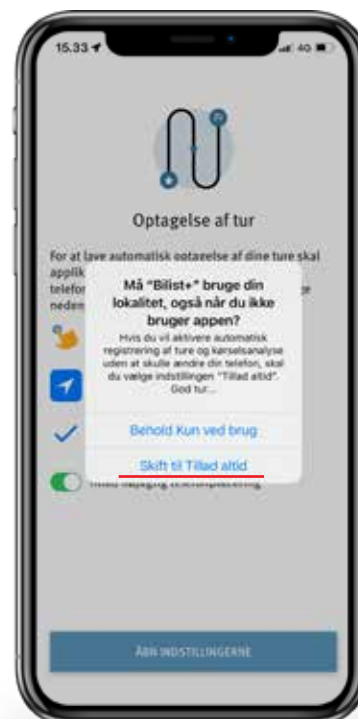 15.33
4G
Optagelse af tur
For at lave automatisk optagelse af dine ture skal
applik
telefor
neden
Må "Bilist+" bruge din
lokalitet, også når du ikke
bruger appen?
Hvis du vil aktivere automatisk
registrering af ture og kørselsanalyse
uden at skulle ændre din telefon, skal
du vælge indstillingen "Tillad altid".
God tur...
Behold Kun ved brug
Skift til Tillad altid
ÅBN INDSTILLINGERNE